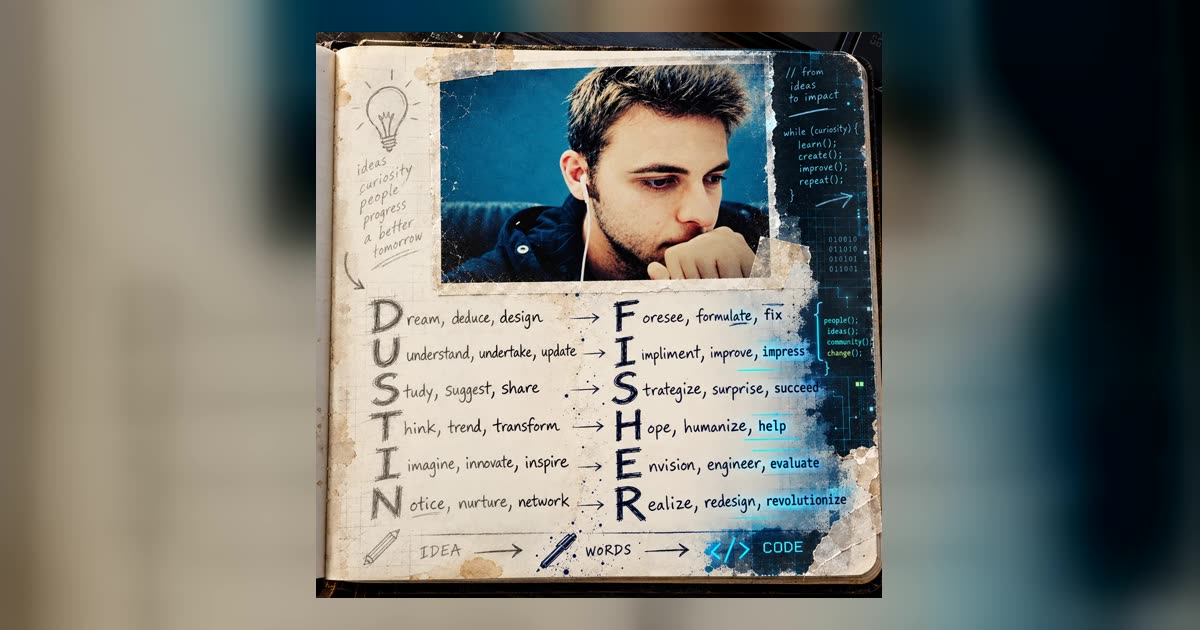 ideas
curiosity
people
progress
a better
tomorrow
// from
ideas
to impact
while (curiosity) {
learn();
create();
improve();
repeat();
}
010010
011010
010101
011001
Dream, deduce, design → Foresee, formulate, fix
Understand, undertake, update → Impliment, improve, impress
Study, suggest, share → Strategize, surprise, succeed
Think, trend, transform → Hope, humanize, help
Imagine, innovate, inspire → Envision, engineer, evaluate
Notice, nurture, network → Realize, redesign, revolutionize
{
people();
ideas();
community();
change();
}
IDEA → WORDS → </> CODE